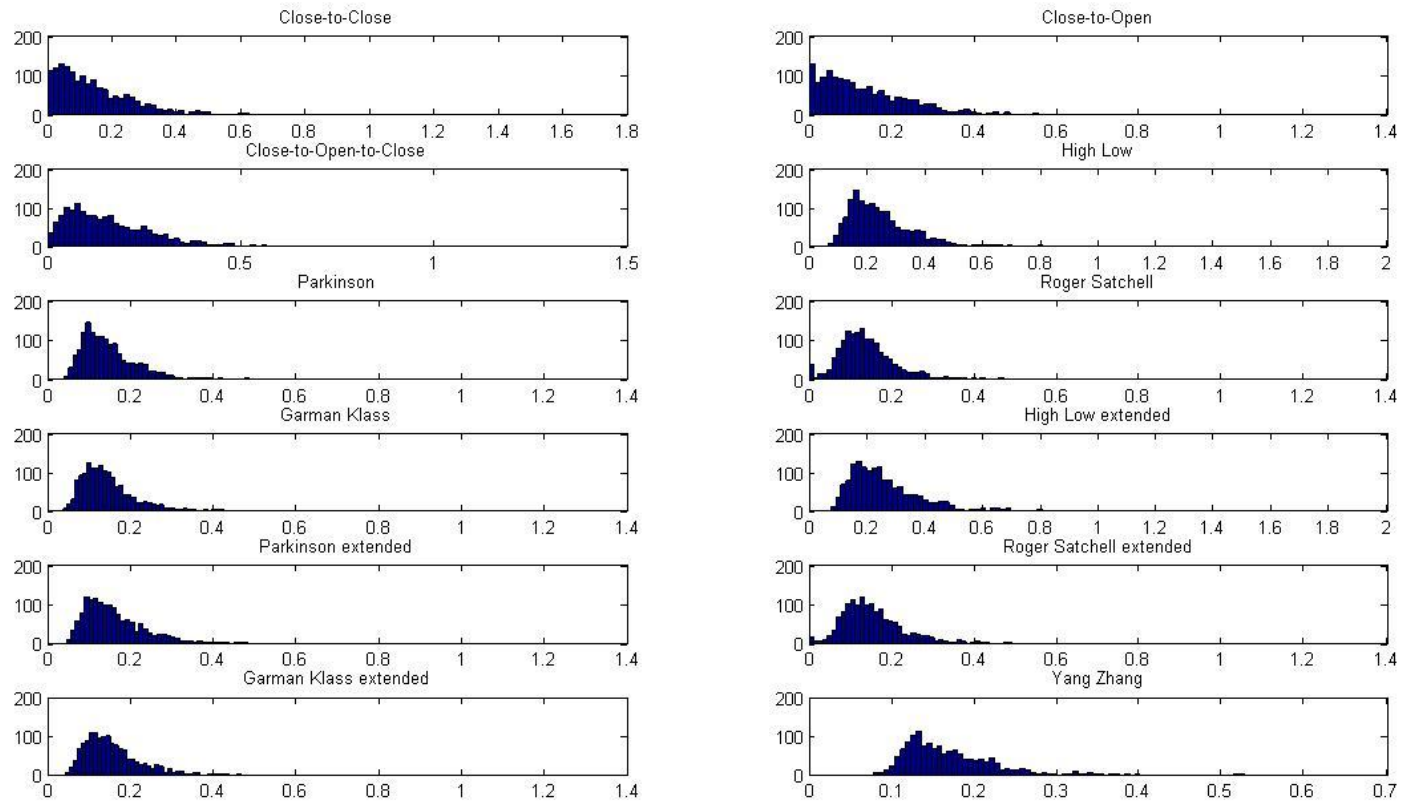 Close-to-Close
200
100
0
0 0.2 0.4 0.6 0.8 1 1.2 1.4 1.6 1.8
Close-to-Open
200
100
0
0 0.2 0.4 0.6 0.8 1 1.2 1.4
Close-to-Open-to-Close
200
100
0
0 0.5 1 1.5
High Low
200
100
0
0 0.2 0.4 0.6 0.8 1 1.2 1.4 1.6 1.8 2
Parkinson
200
100
0
0 0.2 0.4 0.6 0.8 1 1.2 1.4
Roger Satchell
200
100
0
0 0.2 0.4 0.6 0.8 1 1.2 1.4
Garman Klass
200
100
0
0 0.2 0.4 0.6 0.8 1 1.2 1.4
High Low extended
200
100
0
0 0.2 0.4 0.6 0.8 1 1.2 1.4 1.6 1.8 2
Parkinson extended
200
100
0
0 0.2 0.4 0.6 0.8 1 1.2 1.4
Roger Satchell extended
200
100
0
0 0.2 0.4 0.6 0.8 1 1.2 1.4
Garman Klass extended
200
100
0
0 0.2 0.4 0.6 0.8 1 1.2 1.4
Yang Zhang
200
100
0
0 0.1 0.2 0.3 0.4 0.5 0.6 0.7